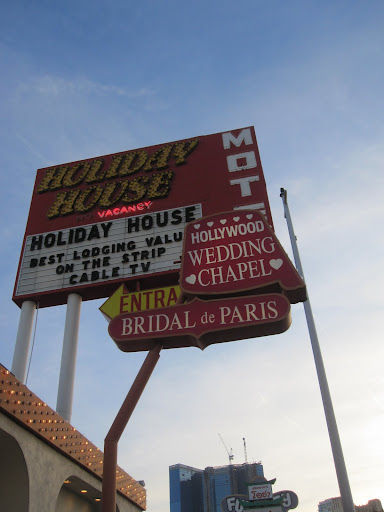 HOLIDAY
HOUSE
MOT
VACANCY
HOLIDAY HOUSE
BEST LODGING VALU
ON THE STRIP
CABLE TV
HOLLYWOOD
WEDDING
CHAPEL
ENTRA
BRIDAL de PARIS